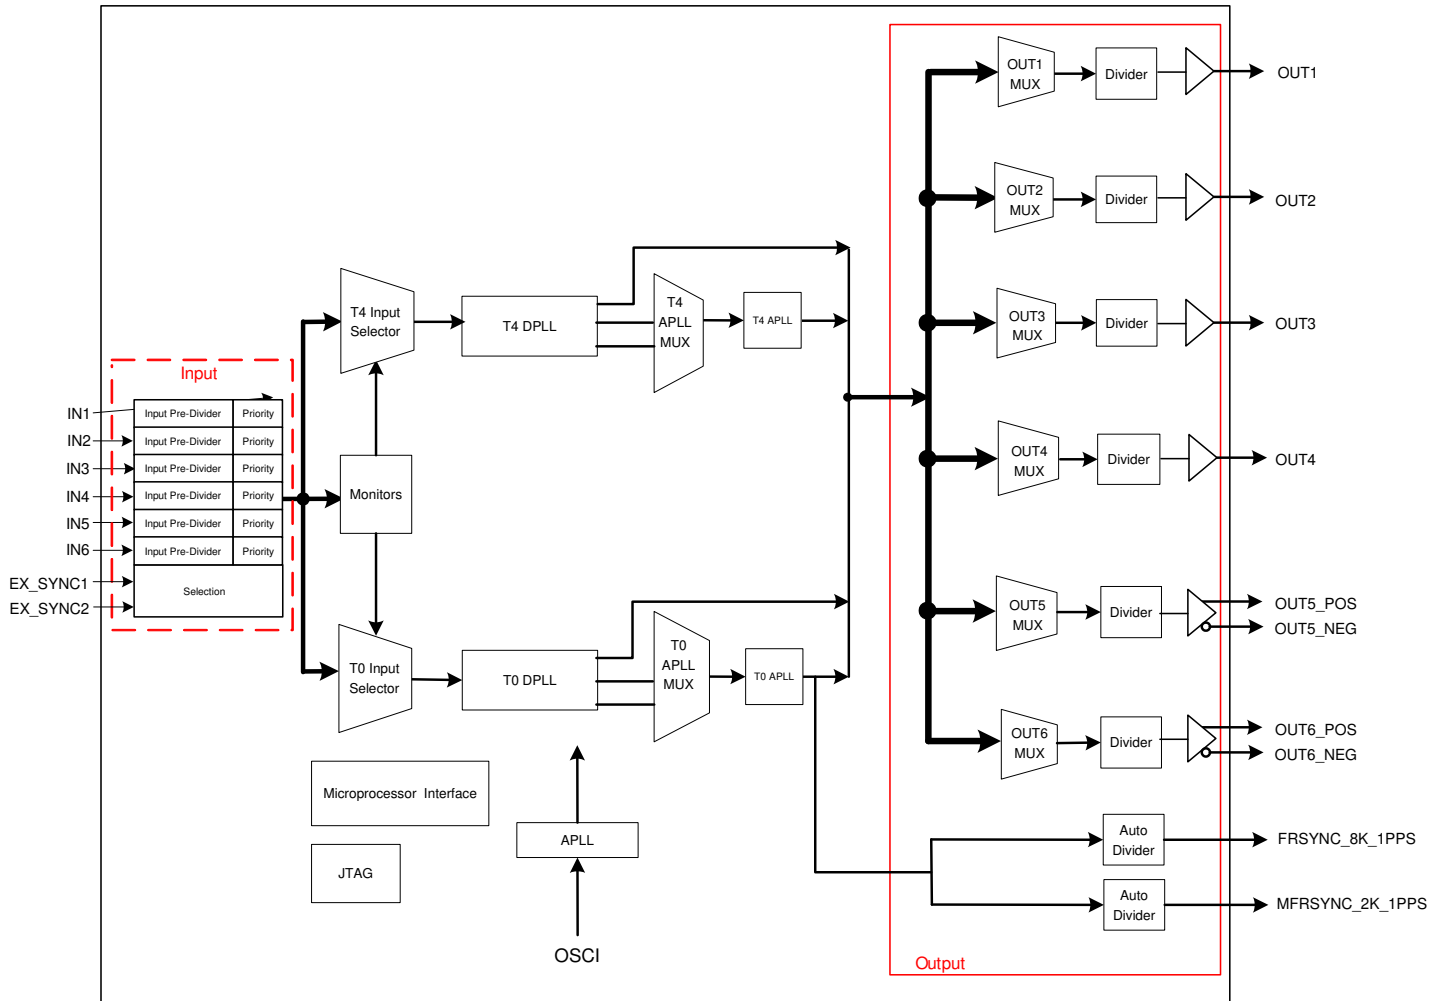 Input
IN1
Input Pre-Divider
Priority
IN2
Input Pre-Divider
Priority
IN3
Input Pre-Divider
Priority
IN4
Input Pre-Divider
Priority
IN5
Input Pre-Divider
Priority
IN6
Input Pre-Divider
Priority
EX_SYNC1
EX_SYNC2
Selection
T4 Input
Selector
Monitors
T0 Input
Selector
T4 DPLL
T4
APLL
MUX
T4 APLL
T0 DPLL
T0
APLL
MUX
T0 APLL
Microprocessor Interface
JTAG
APLL
OSCI
OUT1
MUX
Divider
OUT1
OUT2
MUX
Divider
OUT2
OUT3
MUX
Divider
OUT3
OUT4
MUX
Divider
OUT4
OUT5
MUX
Divider
OUT5_POS
OUT5_NEG
OUT6
MUX
Divider
OUT6_POS
OUT6_NEG
Auto
Divider
FRSYNC_8K_1PPS
Auto
Divider
MFRSYNC_2K_1PPS
Output